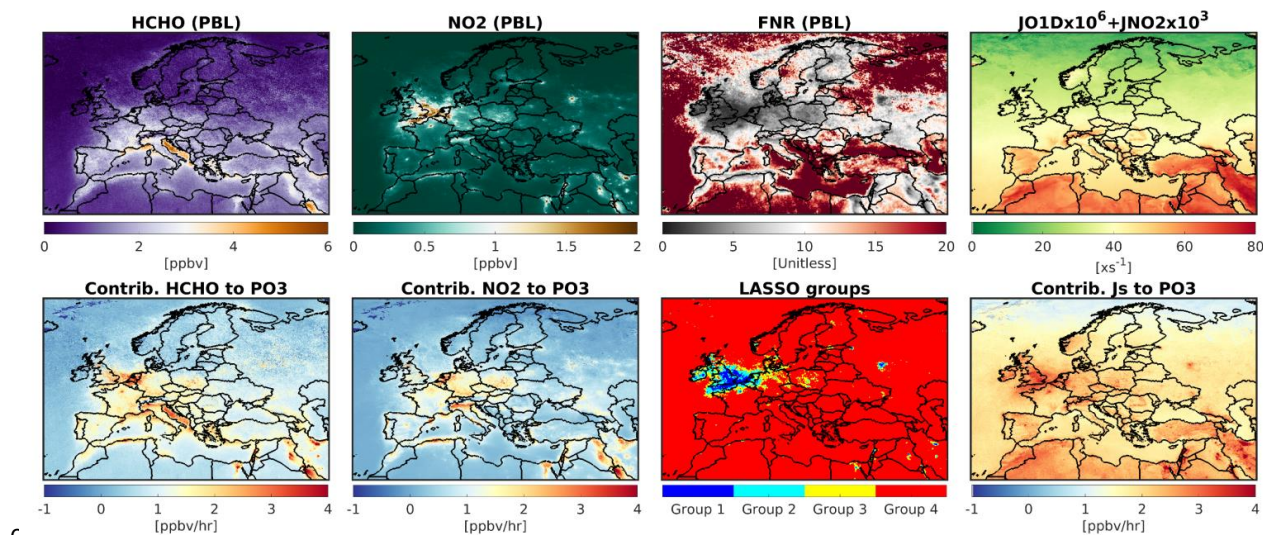 HCHO (PBL) NO2 (PBL) FNR (PBL) JO1Dx10⁶+JNO2x10³
0 2 4 6 0 0.5 1 1.5 2 0 5 10 15 20 0 20 40 60 80
[ppbv] [ppbv] [Unitless] [xs⁻¹]
Contrib. HCHO to PO3 Contrib. NO2 to PO3 LASSO groups Contrib. Js to PO3
-1 0 1 2 3 4 -1 0 1 2 3 4 Group 1 Group 2 Group 3 Group 4 -1 0 1 2 3 4
[ppbv/hr] [ppbv/hr] [ppbv/hr]